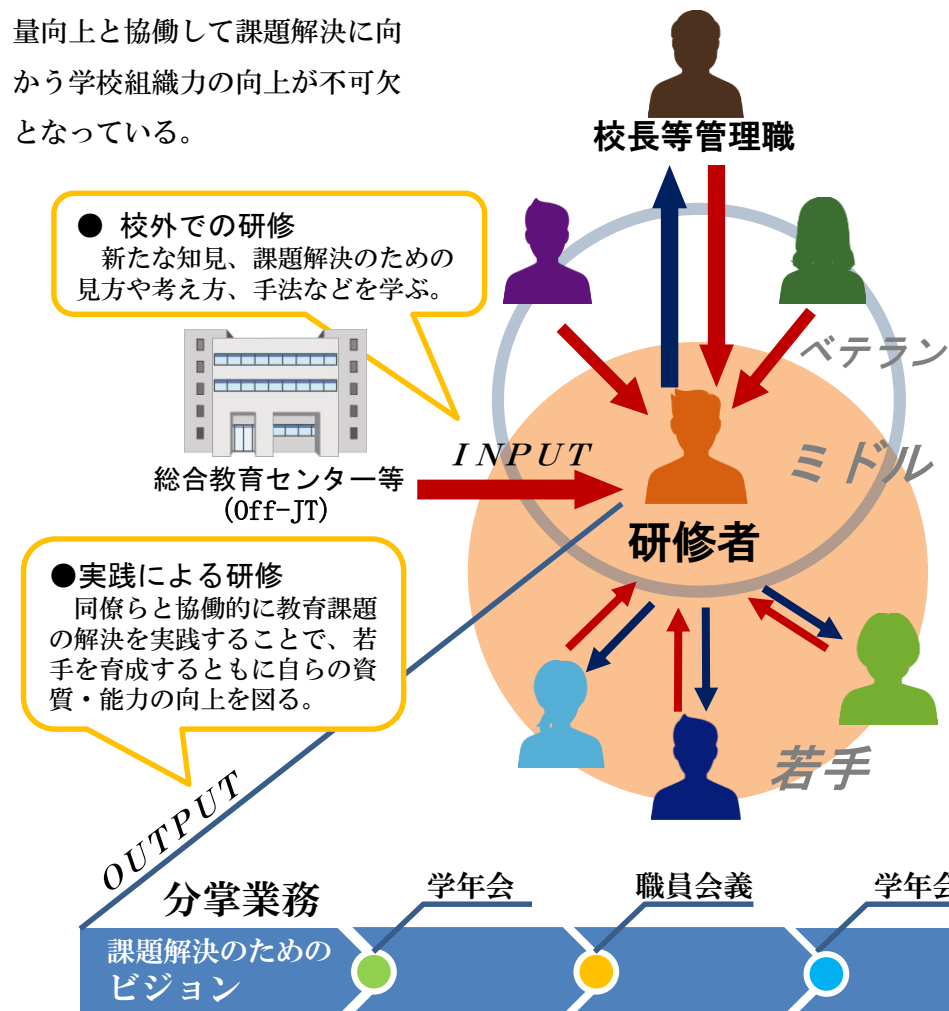 量向上と協働して課題解決に向
かう学校組織力の向上が不可欠
となっている。
校長等管理職
● 校外での研修
新たな知見、課題解決のための
見方や考え方、手法などを学ぶ。
ベテラン
ミドル
INPUT
総合教育センター等
(Off-JT)
研修者
●実践による研修
同僚らと協働的に教育課題
の解決を実践することで、若
手を育成するともに自らの資
質・能力の向上を図る。
若手
OUTPUT
分掌業務
学年会
職員会議
学年会
課題解決のための
ビジョン